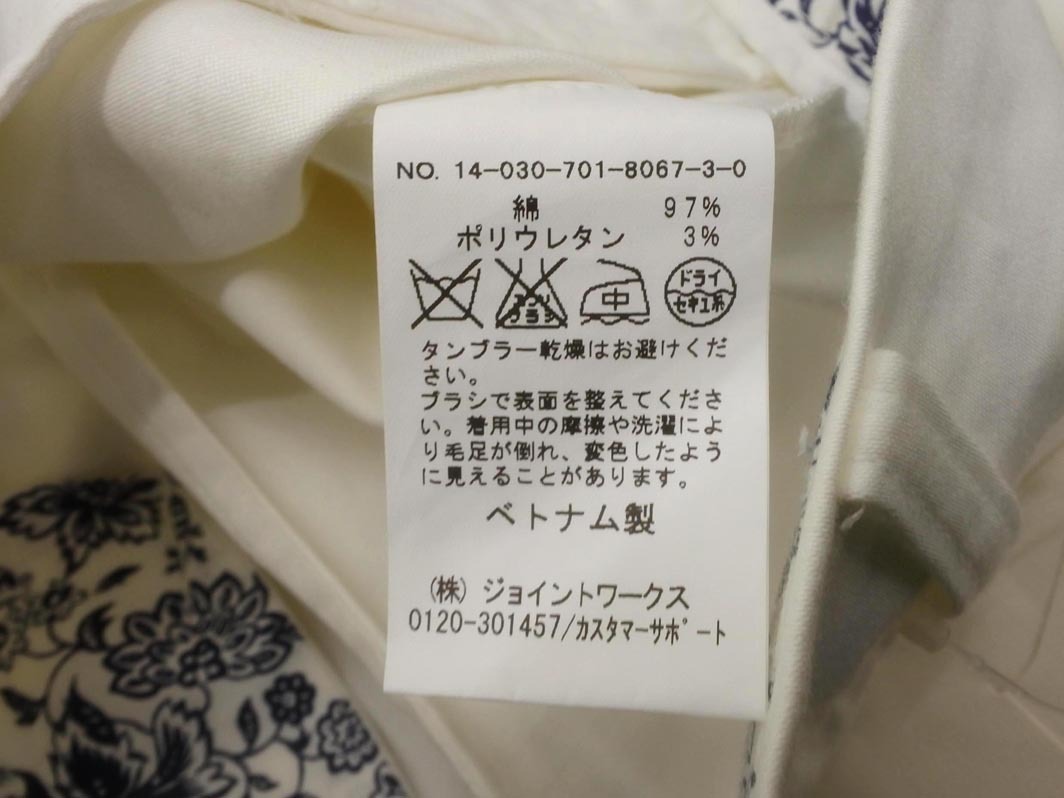 NO. 14-030-701-8067-3-0
綿 97%
ポリウレタン 3%
エンソ サラシ 中 ドライ セキユ系
タンブラー乾燥はお避けくだ
さい。
ブラシで表面を整えてくださ
い。着用中の摩擦や洗濯によ
り毛足が倒れ、変色したよう
に見えることがあります。
ベトナム製
(株) ジョイントワークス
0120-301457/カスタマーサポート